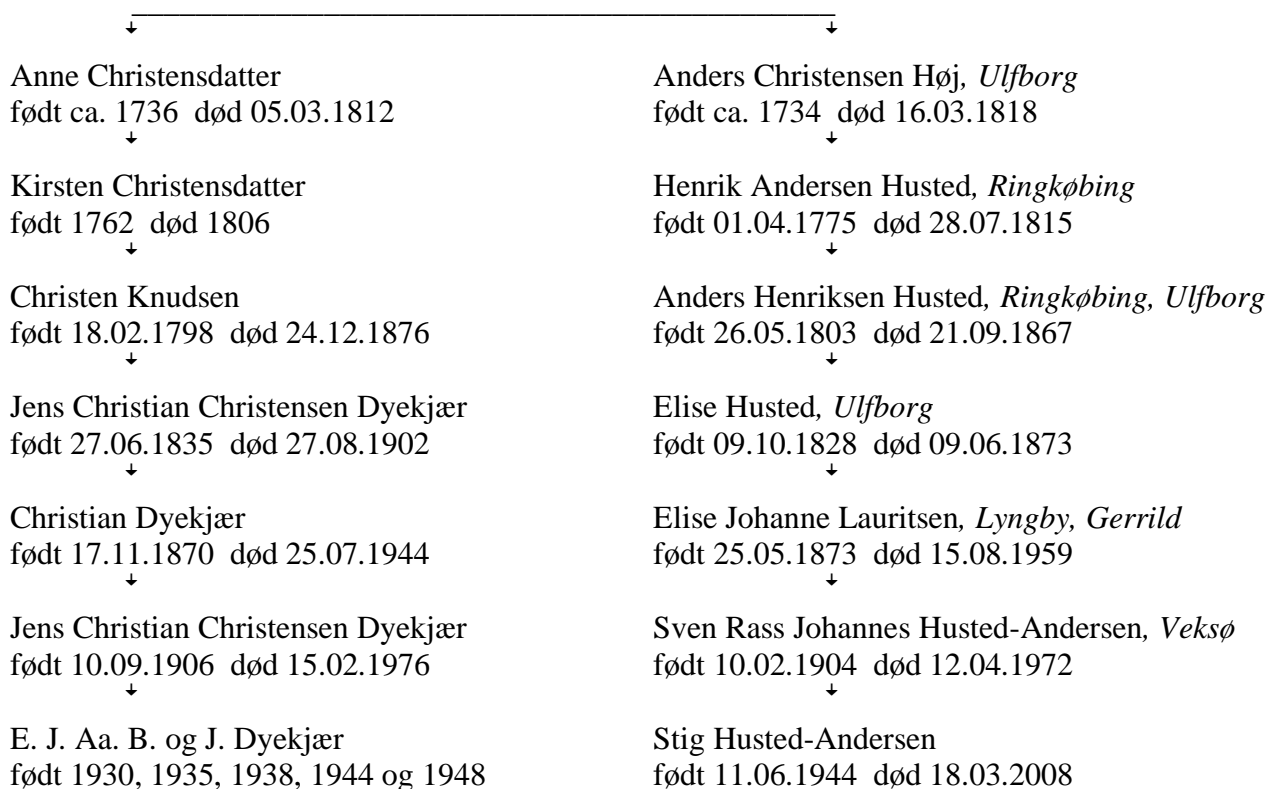 Anne Christensdatter
født ca. 1736  død 05.03.1812
Kirsten Christensdatter
født 1762  død 1806
Christen Knudsen
født 18.02.1798  død 24.12.1876
Jens Christian Christensen Dyekjær
født 27.06.1835  død 27.08.1902
Christian Dyekjær
født 17.11.1870  død 25.07.1944
Jens Christian Christensen Dyekjær
født 10.09.1906  død 15.02.1976
E. J. Aa. B. og J. Dyekjær
født 1930, 1935, 1938, 1944 og 1948
Anders Christensen Høj, Ulfborg
født ca. 1734  død 16.03.1818
Henrik Andersen Husted, Ringkøbing
født 01.04.1775  død 28.07.1815
Anders Henriksen Husted, Ringkøbing, Ulfborg
født 26.05.1803  død 21.09.1867
Elise Husted, Ulfborg
født 09.10.1828  død 09.06.1873
Elise Johanne Lauritsen, Lyngby, Gerrild
født 25.05.1873  død 15.08.1959
Sven Rass Johannes Husted-Andersen, Veksø
født 10.02.1904  død 12.04.1972
Stig Husted-Andersen
født 11.06.1944  død 18.03.2008